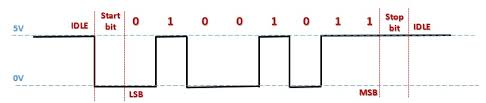 IDLE Start bit 0 1 0 0 1 0 1 1 Stop bit IDLE
5V
0V
LSB MSB